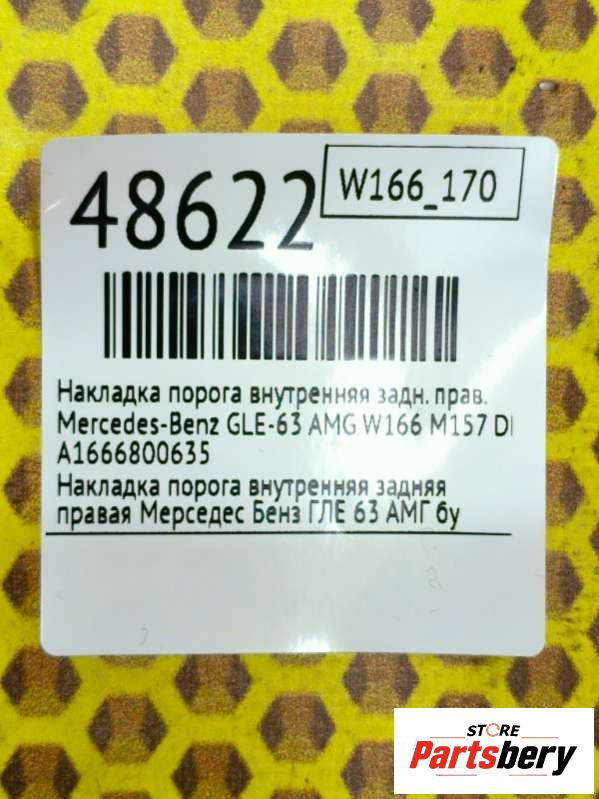 48622
W166_170
Накладка порога внутренняя задн. прав.
Mercedes-Benz GLE-63 AMG W166 M157 DI
A1666800635
Накладка порога внутренняя задняя
правая Мерседес Бенз ГЛЕ 63 АМГ бу
STORE
Partsbery